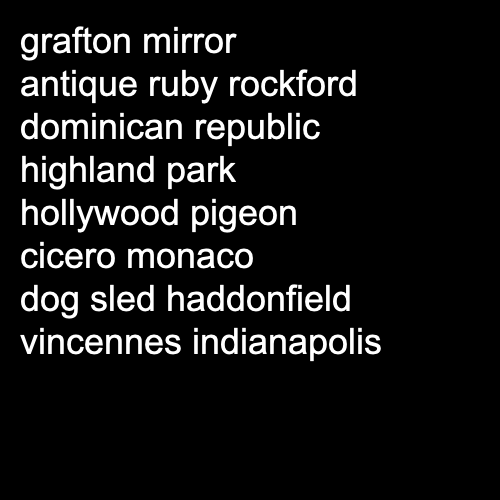 grafton mirror
antique ruby rockford
dominican republic
highland park
hollywood pigeon
cicero monaco
dog sled haddonfield
vincennes indianapolis